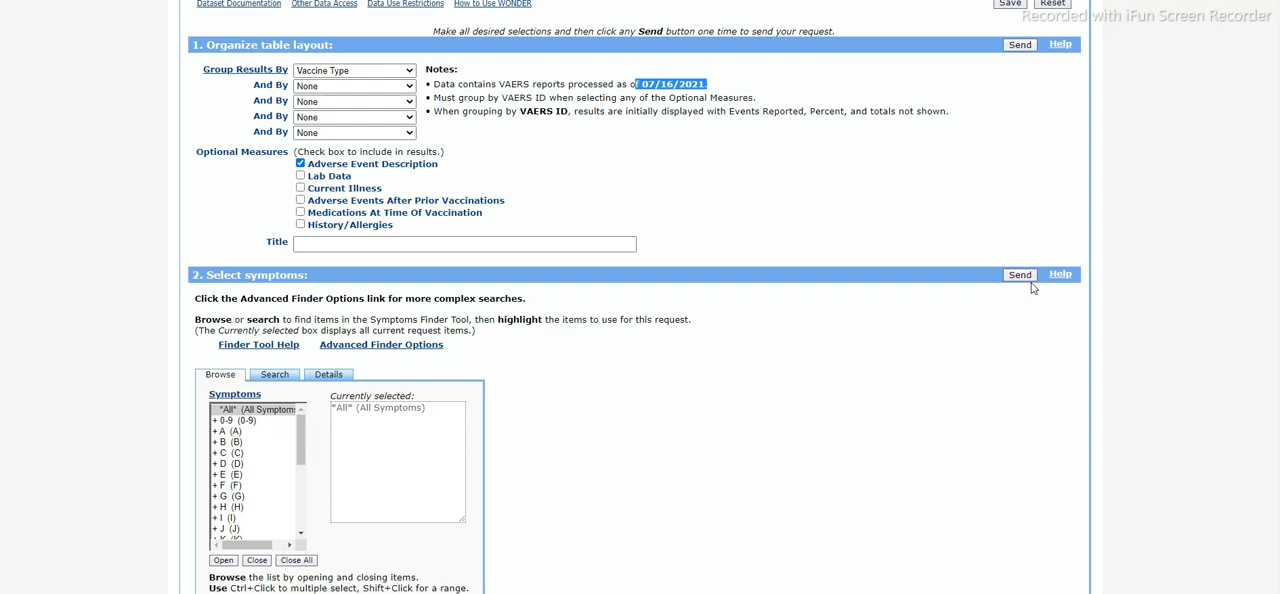 Dataset Documentation Other Data Access Data Use Restrictions How to Use WONDER Save Reset
Recorded with iFun Screen Recorder
Make all desired selections and then click any Send button one time to send your request.
1. Organize table layout: Send Help
Group Results By Vaccine Type Notes:
And By None • Data contains VAERS reports processed as of 07/16/2021.
And By None • Must group by VAERS ID when selecting any of the Optional Measures.
And By None • When grouping by VAERS ID, results are initially displayed with Events Reported, Percent, and totals not shown.
And By None
Optional Measures (Check box to include in results.)
Adverse Event Description
Lab Data
Current Illness
Adverse Events After Prior Vaccinations
Medications At Time Of Vaccination
History/Allergies
Title
2. Select symptoms: Send Help
Click the Advanced Finder Options link for more complex searches.
Browse or search to find items in the Symptoms Finder Tool, then highlight the items to use for this request.
(The Currently selected box displays all current request items.)
Finder Tool Help Advanced Finder Options
Browse Search Details
Symptoms Currently selected:
*All* (All Symptoms *All* (All Symptoms)
+ 0-9 (0-9)
+ A (A)
+ B (B)
+ C (C)
+ D (D)
+ E (E)
+ F (F)
+ G (G)
+ H (H)
+ I (I)
+ J (J)
+ K (K)
Open Close Close All
Browse the list by opening and closing items.
Use Ctrl+Click to multiple select, Shift+Click for a range.